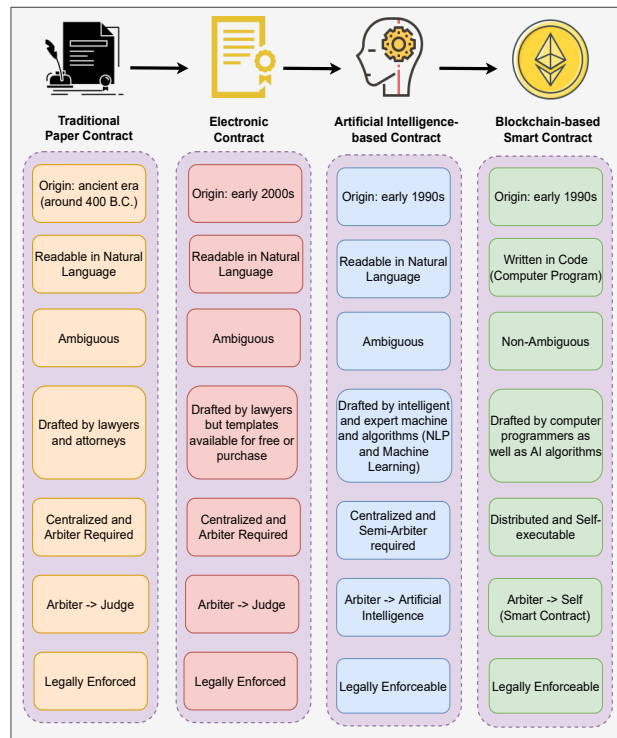 Traditional
Paper Contract
Electronic
Contract
Artificial Intelligence-
based Contract
Blockchain-based
Smart Contract
Origin: ancient era
(around 400 B.C.)
Readable in Natural
Language
Ambiguous
Drafted by lawyers
and attorneys
Centralized and
Arbiter Required
Arbiter -> Judge
Legally Enforced
Origin: early 2000s
Readable in Natural
Language
Ambiguous
Drafted by lawyers
but templates
available for free or
purchase
Centralized and
Arbiter Required
Arbiter -> Judge
Legally Enforced
Origin: early 1990s
Readable in Natural
Language
Ambiguous
Drafted by intelligent
and expert machine
and algorithms (NLP
and Machine
Learning)
Centralized and
Semi-Arbiter
required
Arbiter -> Artificial
Intelligence
Legally Enforceable
Origin: early 1990s
Written in Code
(Computer Program)
Non-Ambiguous
Drafted by computer
programmers as
well as AI algorithms
Distributed and Self-
executable
Arbiter -> Self
(Smart Contract)
Legally Enforceable